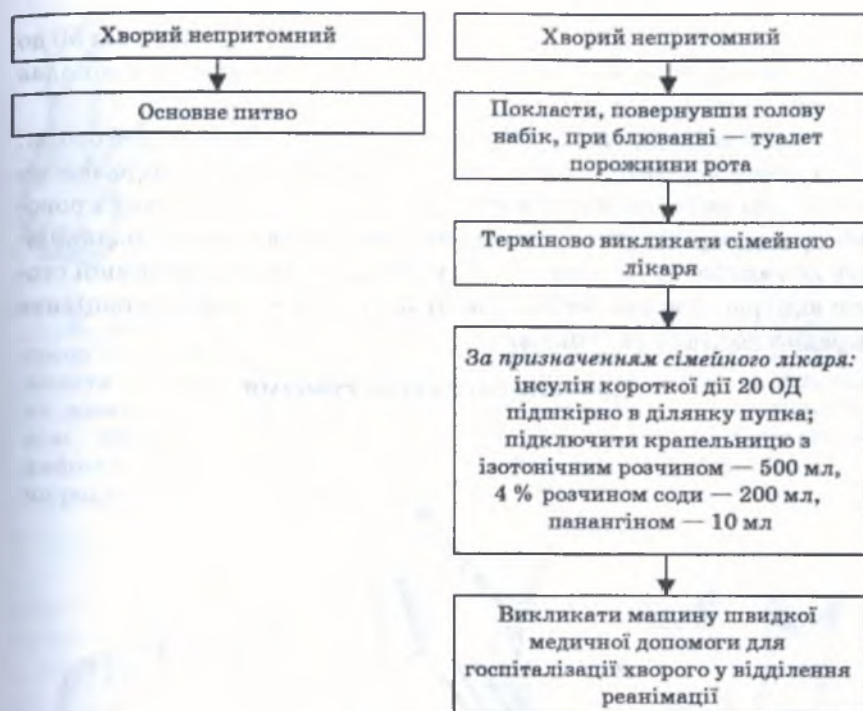 Хворий непритомний
Основне питво
Хворий непритомний
Покласти, повернувши голову
набік, при блюванні — туалет
порожнини рота
Терміново викликати сімейного
лікаря
За призначенням сімейного лікаря:
інсулін короткої дії 20 ОД
підшкірно в ділянку пупка;
підключити крапельницю з
ізотонічним розчином — 500 мл,
4 % розчином соди — 200 мл,
панангіном — 10 мл
Викликати машину швидкої
медичної допомоги для
госпіталізації хворого у відділення
реанімації